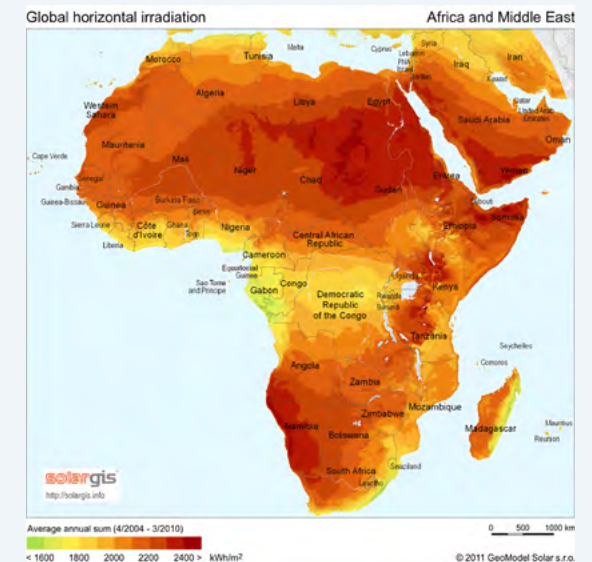 Global horizontal irradiation
Africa and Middle East
Malta
Cyprus
Syria
Lebanon
PNA
Israel
Jordan
Iraq
Iran
Kuwait
Morocco
Tunisia
Algeria
Libya
Egypt
Qatar
United Arab
Emirates
Saudi Arabia
Oman
Western
Sahara
Mauritania
Mali
Niger
Chad
Sudan
Eritrea
Yemen
Cape Verde
Senegal
Gambia
Guinea-Bissau
Guinea
Burkina Faso
Benin
Djibouti
Somalia
Sierra Leone
Côte
d'Ivoire
Ghana
Togo
Nigeria
Central African
Republic
Ethiopia
Liberia
Cameroon
Equatorial
Guinea
Sao Tome
and Principe
Gabon
Congo
Democratic
Republic
of the Congo
Uganda
Kenya
Rwanda
Burundi
Tanzania
Seychelles
Comoros
Angola
Zambia
Mozambique
Zimbabwe
Namibia
Botswana
Madagascar
Mauritius
Reunion
South Africa
Swaziland
Lesotho
solargis
http://solargis.info
Average annual sum (4/2004 - 3/2010)
0 500 1000 km
< 1600 1800 2000 2200 2400 > kWh/m2
© 2011 GeoModel Solar s.r.o.